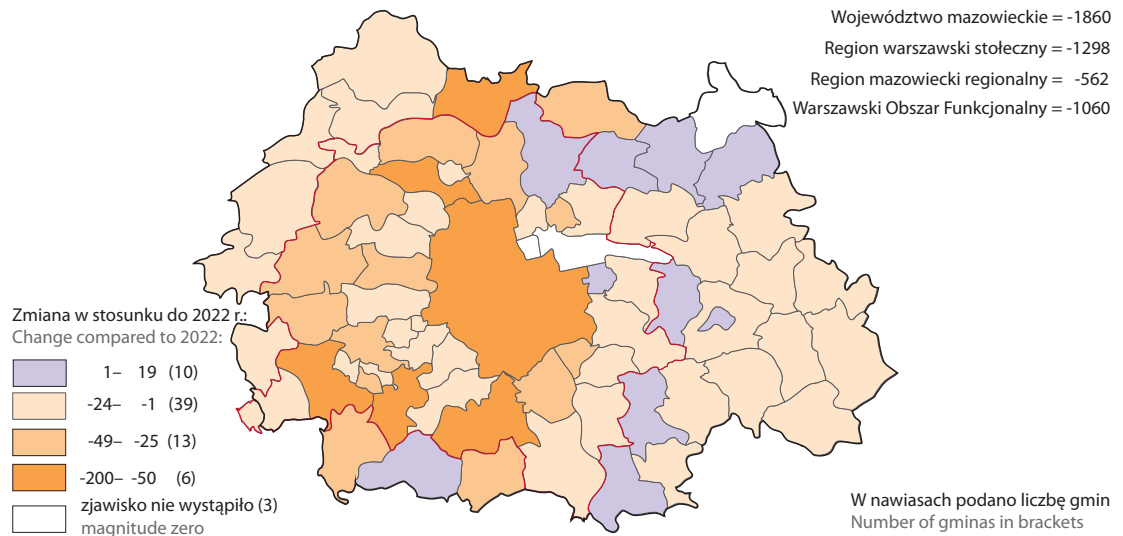 Województwo mazowieckie = -1860
Region warszawski stołeczny = -1298
Region mazowiecki regionalny = -562
Warszawski Obszar Funkcjonalny = -1060
Zmiana w stosunku do 2022 r.:
Change compared to 2022:
1– 19 (10)
-24– -1 (39)
-49– -25 (13)
-200– -50 (6)
zjawisko nie wystąpiło (3)
magnitude zero
W nawiasach podano liczbę gmin
Number of gminas in brackets